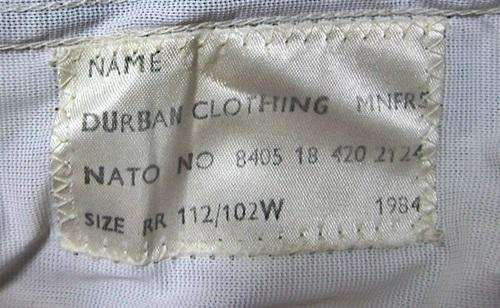 NAME
DURBAN CLOTHING MNFRS
NATO NO 8405 18 420 2124
SIZE RR 112/102W 1984